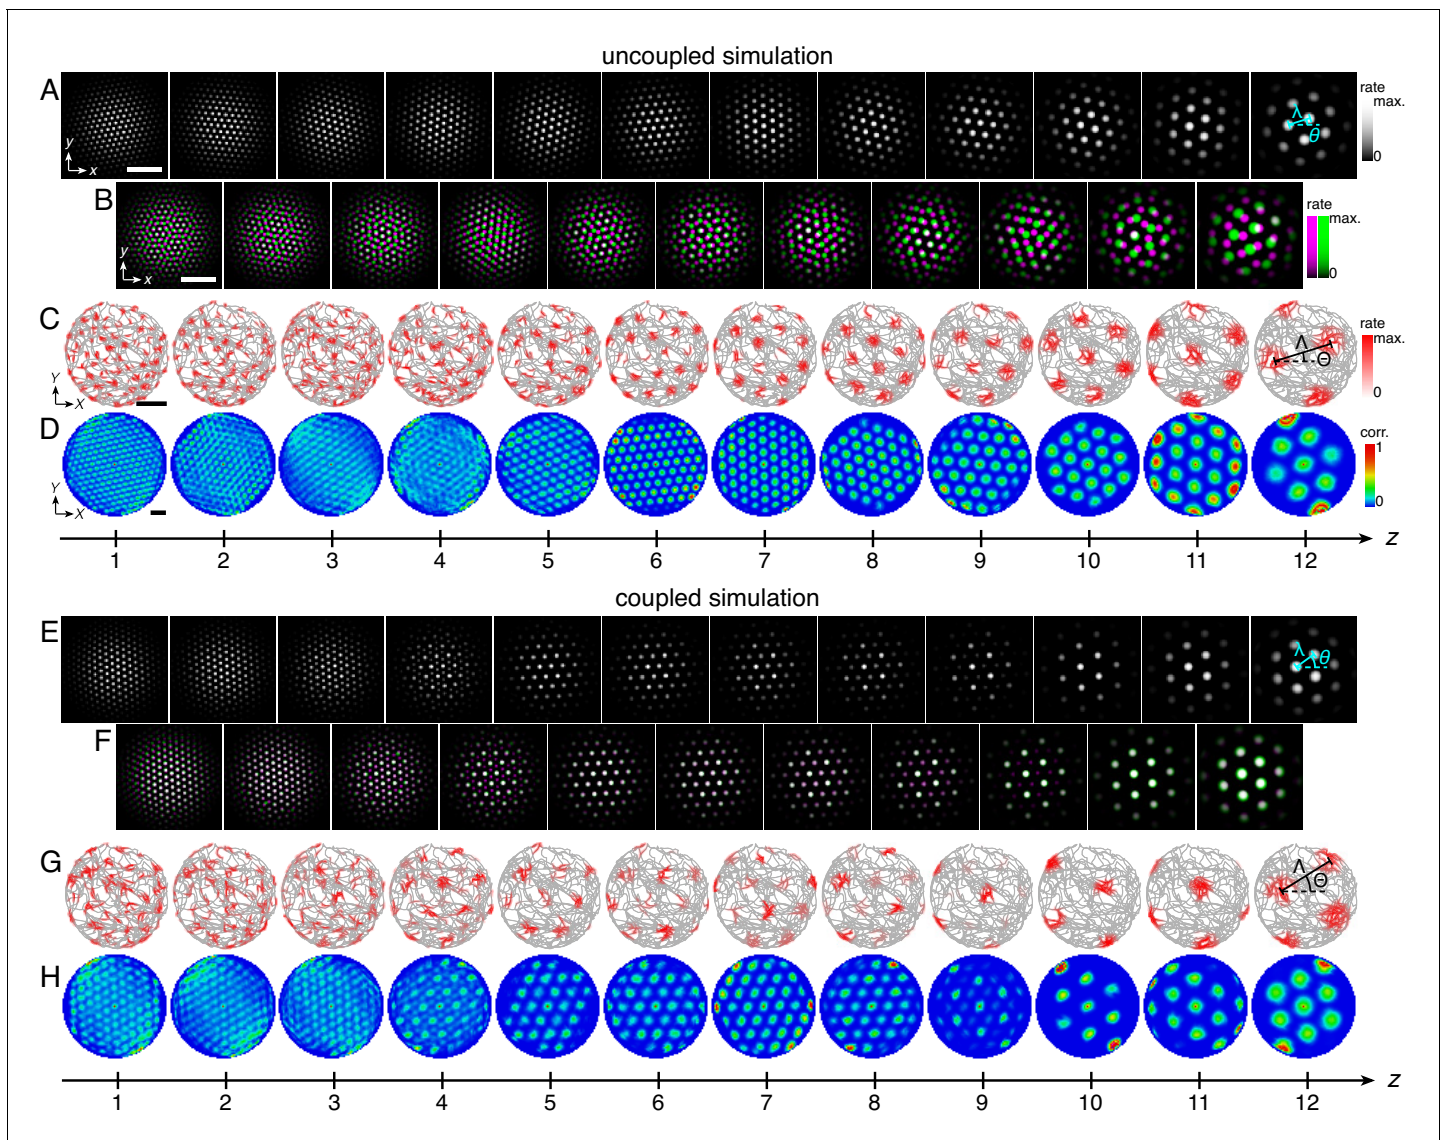 uncoupled simulation
A
y
x
λ
θ
rate
max.
0
B
y
x
rate
max.
0
C
Y
X
Λ
Θ
rate
max.
0
D
Y
X
corr.
1
0
1 2 3 4 5 6 7 8 9 10 11 12 z
coupled simulation
E
λ
θ
F
G
Λ
Θ
H
1 2 3 4 5 6 7 8 9 10 11 12 z